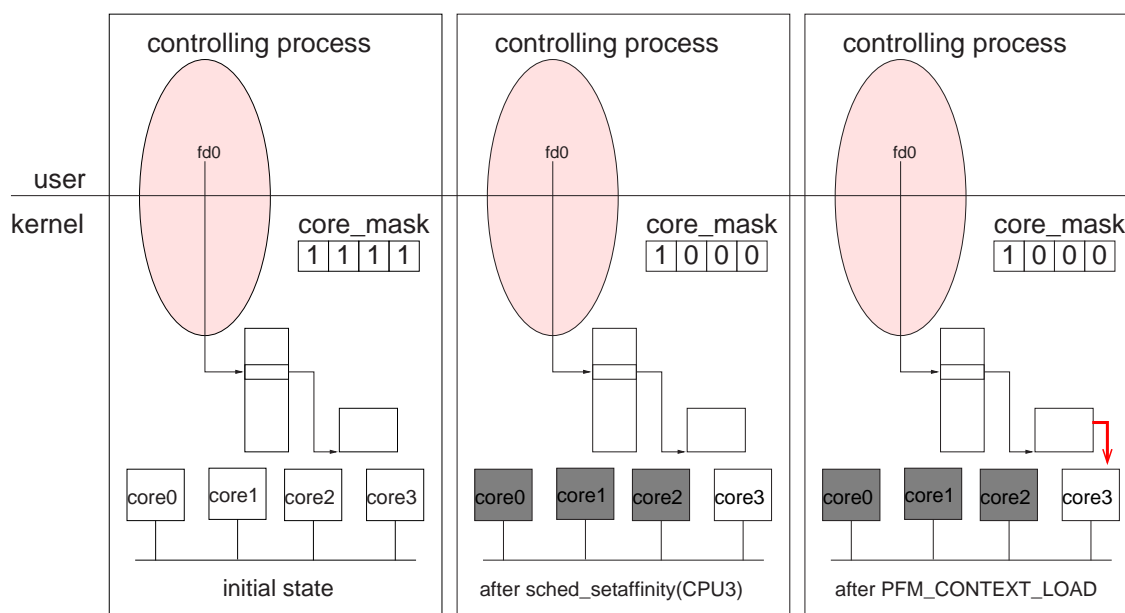 controlling process controlling process controlling process
fd0 fd0 fd0
user
kernel
core_mask core_mask core_mask
1 1 1 1 1 0 0 0 1 0 0 0
core0 core1 core2 core3 core0 core1 core2 core3 core0 core1 core2 core3
initial state after sched_setaffinity(CPU3) after PFM_CONTEXT_LOAD